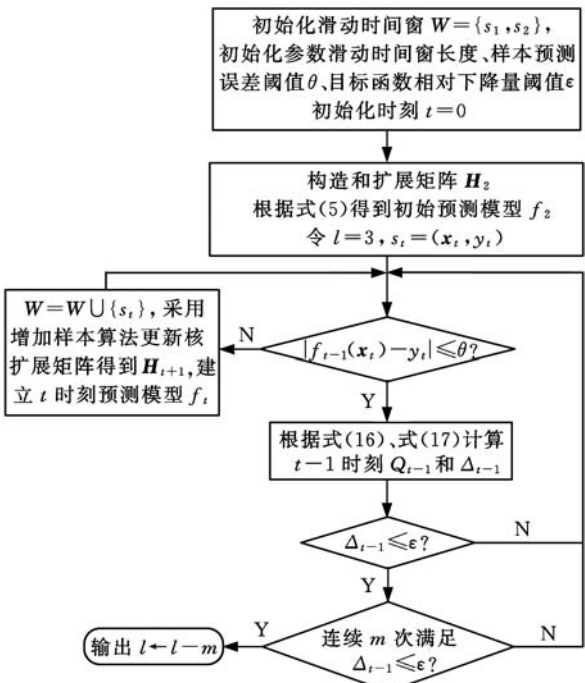 初始化滑动时间窗 W={s₁,s₂},
初始化参数滑动时间窗长度、样本预测
误差阈值θ、目标函数相对下降量阈值ε
初始化时刻 t=0
构造和扩展矩阵 H₂
根据式(5)得到初始预测模型 f₂
令 l=3, sₜ=(xₜ,yₜ)
W=W∪{sₜ}, 采用
增加样本算法更新核
扩展矩阵得到 Hₜ₊₁,建
立 t 时刻预测模型 fₜ
N
|fₜ₋₁(xₜ)-yₜ|≤θ?
Y
根据式(16)、式(17)计算
t-1 时刻 Qₜ₋₁和 Δₜ₋₁
Δₜ₋₁≤ε?
N
Y
连续 m 次满足
Δₜ₋₁≤ε?
N
Y
输出 l←l-m